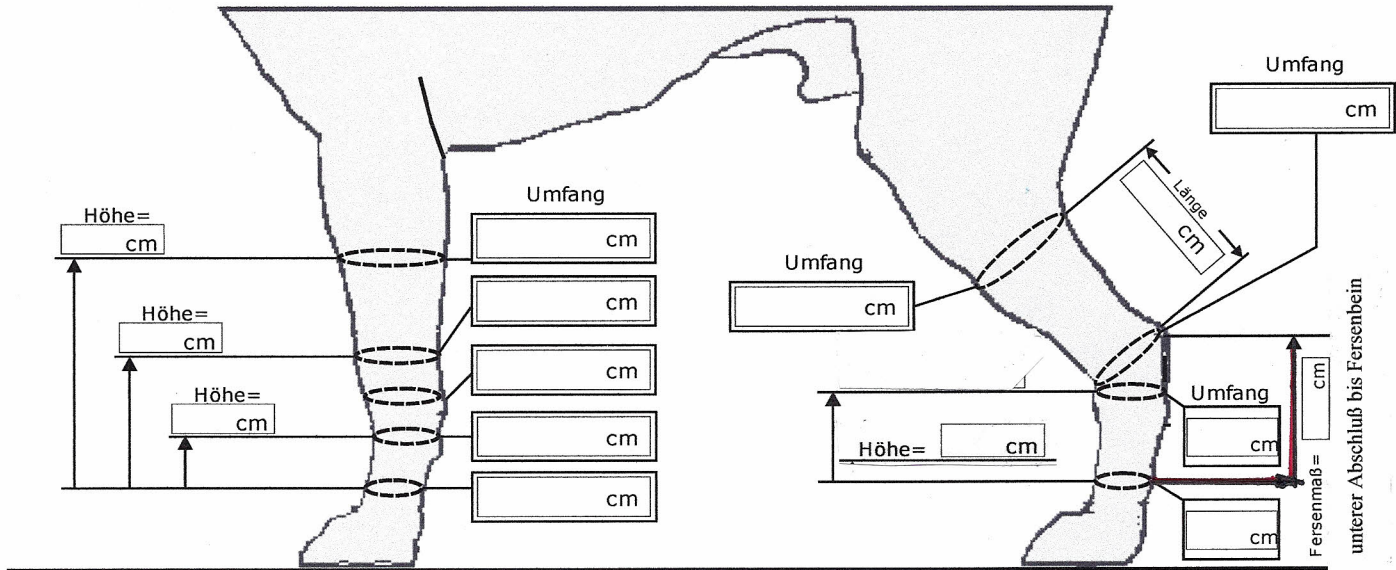 Höhe=
cm
Höhe=
cm
Höhe=
cm
Umfang
cm
cm
cm
cm
cm
Umfang
cm
Umfang
cm
Länge
cm
Höhe=
cm
Umfang
cm
cm
Fersenmaß=
cm
unterer Abschluß bis Fersenbein